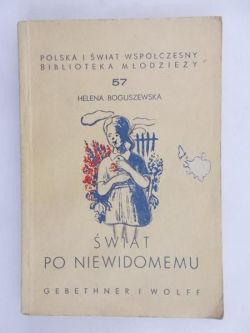 POLSKA I ŚWIAT WSPÓŁCZESNY
BIBLIOTEKA MŁODZIEŻY
57
HELENA BOGUSZEWSKA
ŚWIAT
PO NIEWIDOMEMU
GEBETHNER I WOLFF